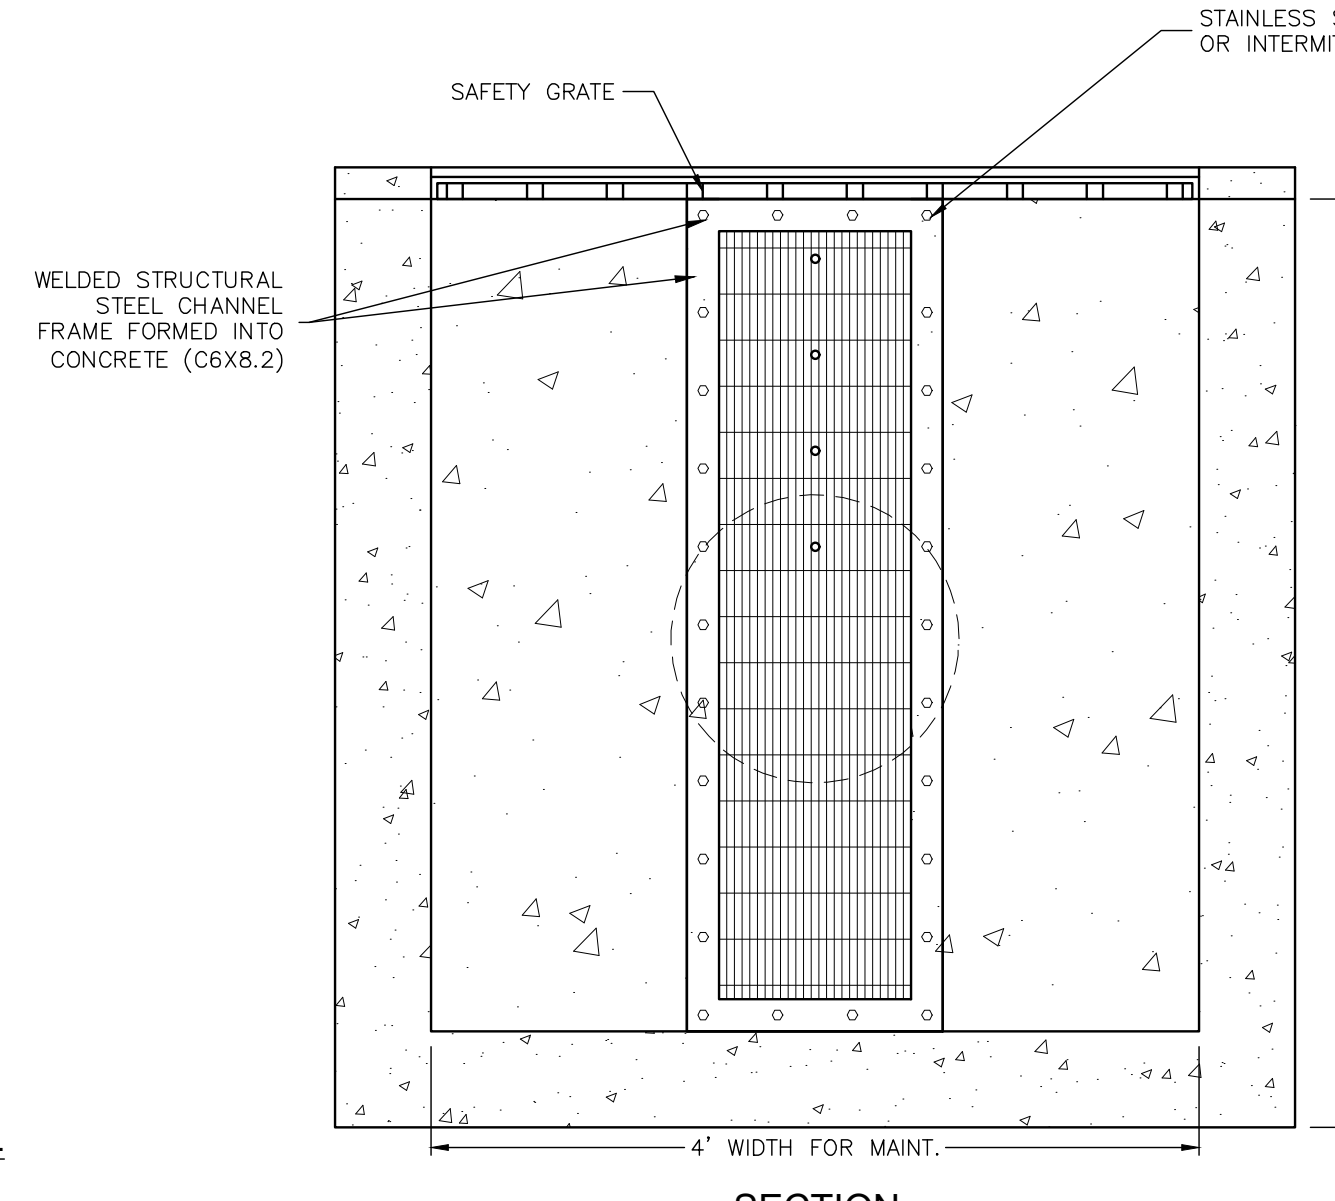 STAINLESS
OR
SAFETY GRATE
WELDED STRUCTURAL
STEEL CHANNEL
FRAME FORMED INTO
CONCRETE (C6X8.2)
4' WIDTH FOR MAINT.
SECTION